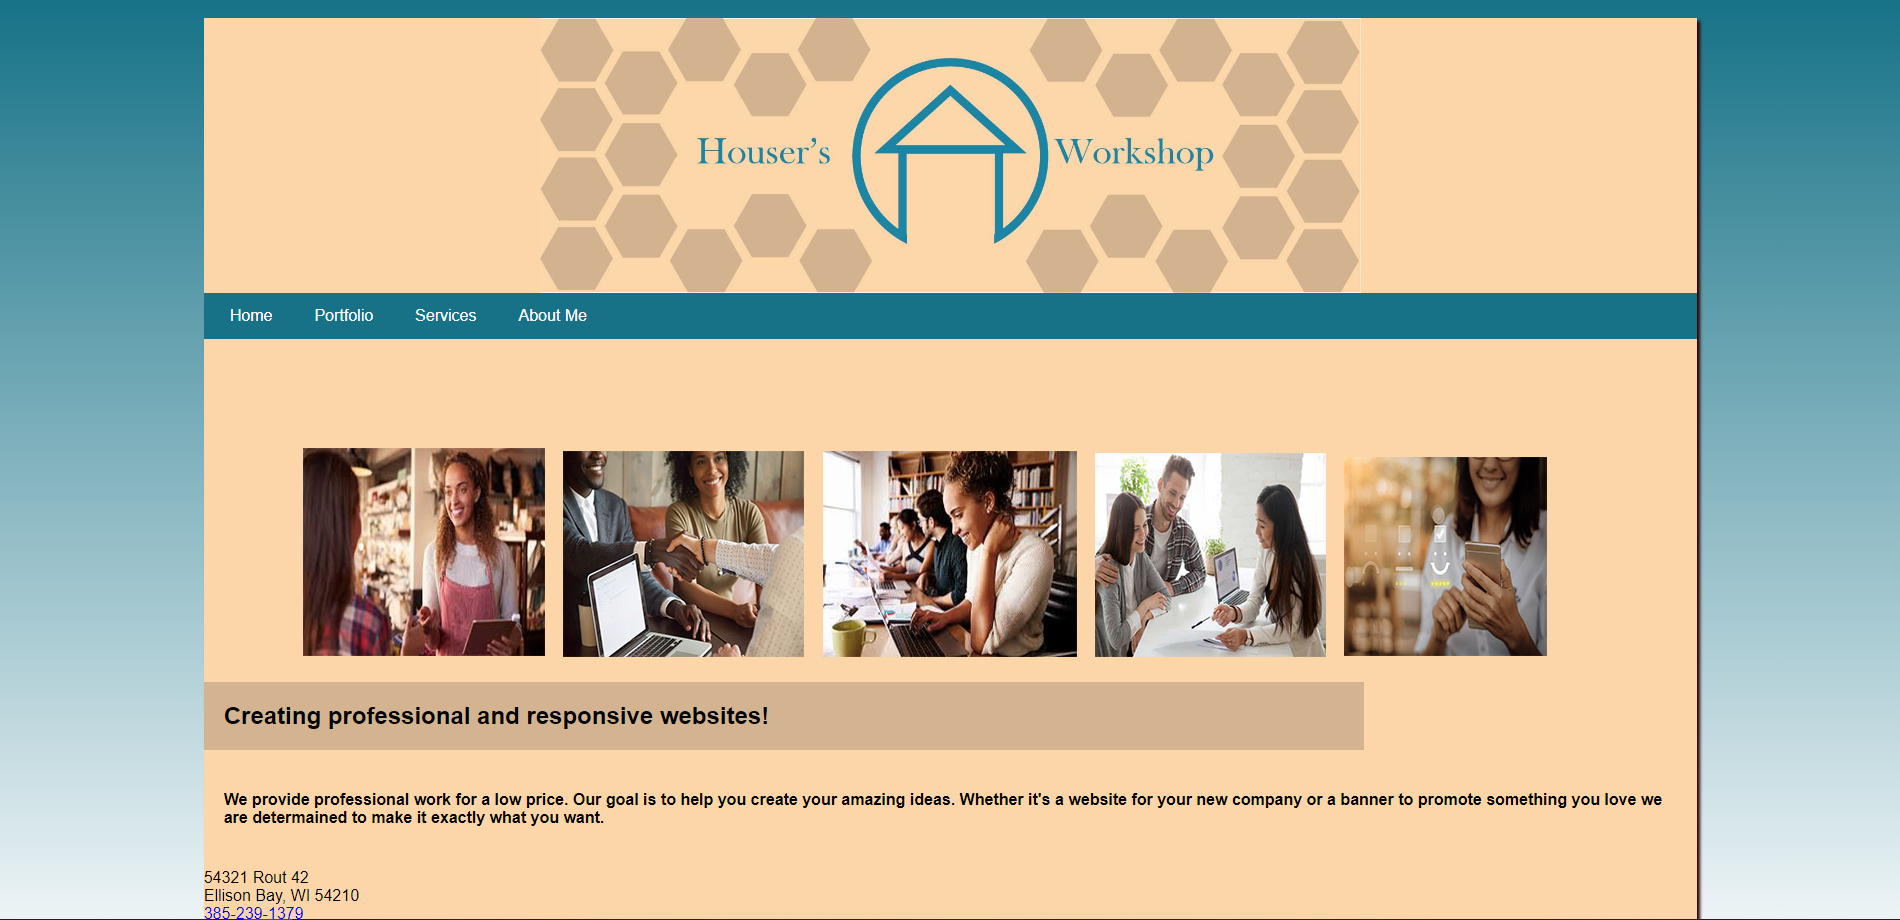 Houser's Workshop
Home Portfolio Services About Me
Creating professional and responsive websites!
We provide professional work for a low price. Our goal is to help you create your amazing ideas. Whether it's a website for your new company or a banner to promote something you love we
are determained to make it exactly what you want.
54321 Rout 42
Ellison Bay, WI 54210
385-239-1379